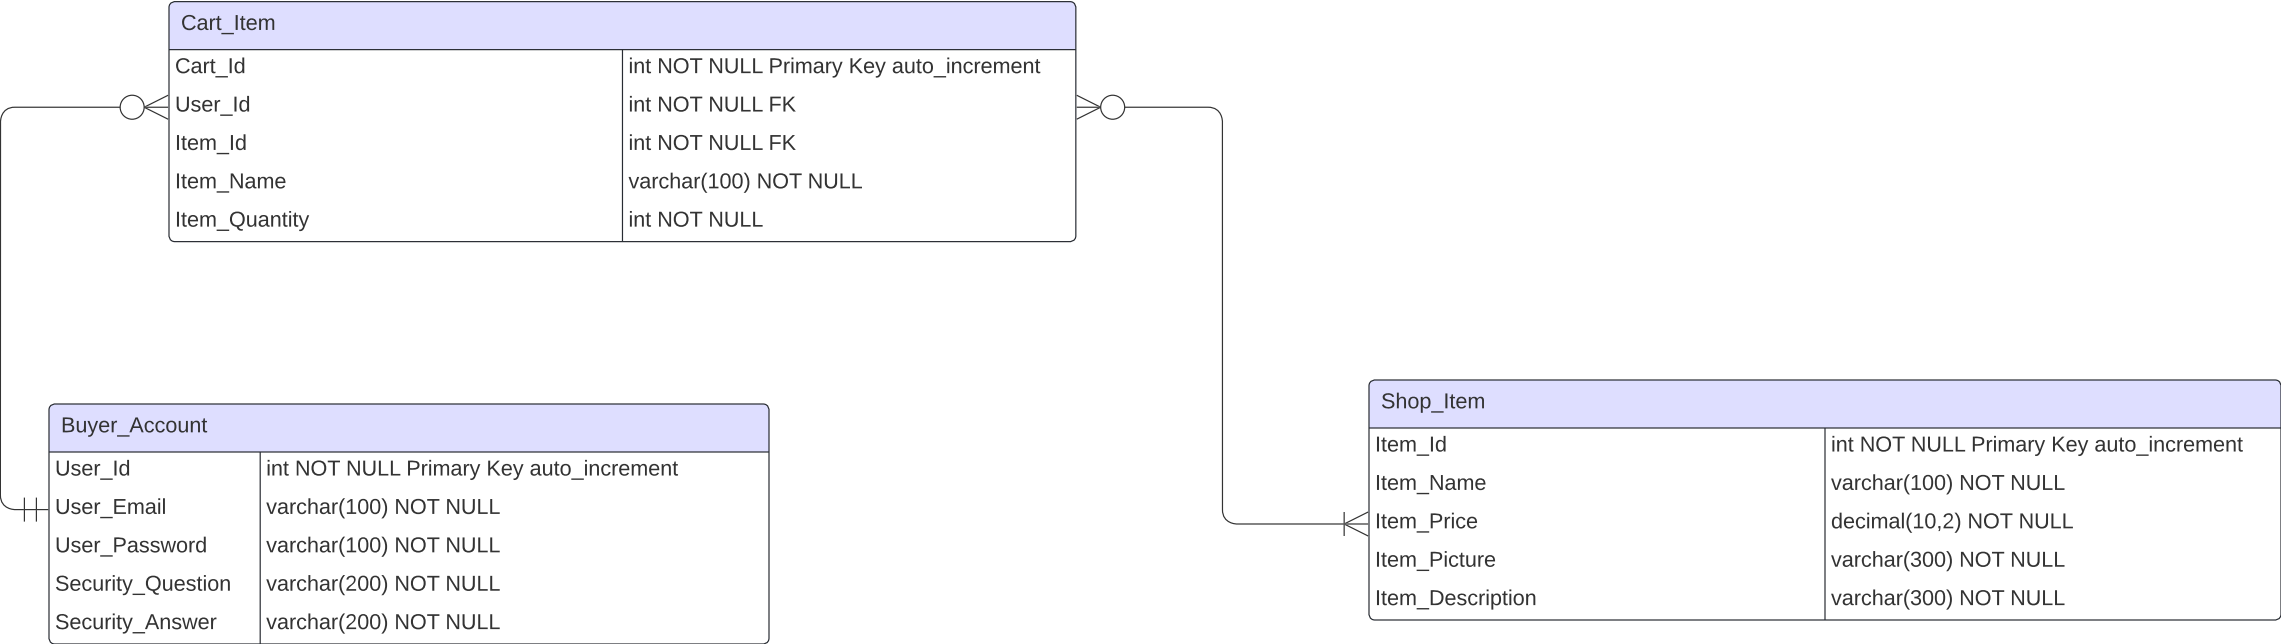 Cart_Item
Cart_Id int NOT NULL Primary Key auto_increment
User_Id int NOT NULL FK
Item_Id int NOT NULL FK
Item_Name varchar(100) NOT NULL
Item_Quantity int NOT NULL
Buyer_Account
User_Id int NOT NULL Primary Key auto_increment
User_Email varchar(100) NOT NULL
User_Password varchar(100) NOT NULL
Security_Question varchar(200) NOT NULL
Security_Answer varchar(200) NOT NULL
Shop_Item
Item_Id int NOT NULL Primary Key auto_increment
Item_Name varchar(100) NOT NULL
Item_Price decimal(10,2) NOT NULL
Item_Picture varchar(300) NOT NULL
Item_Description varchar(300) NOT NULL